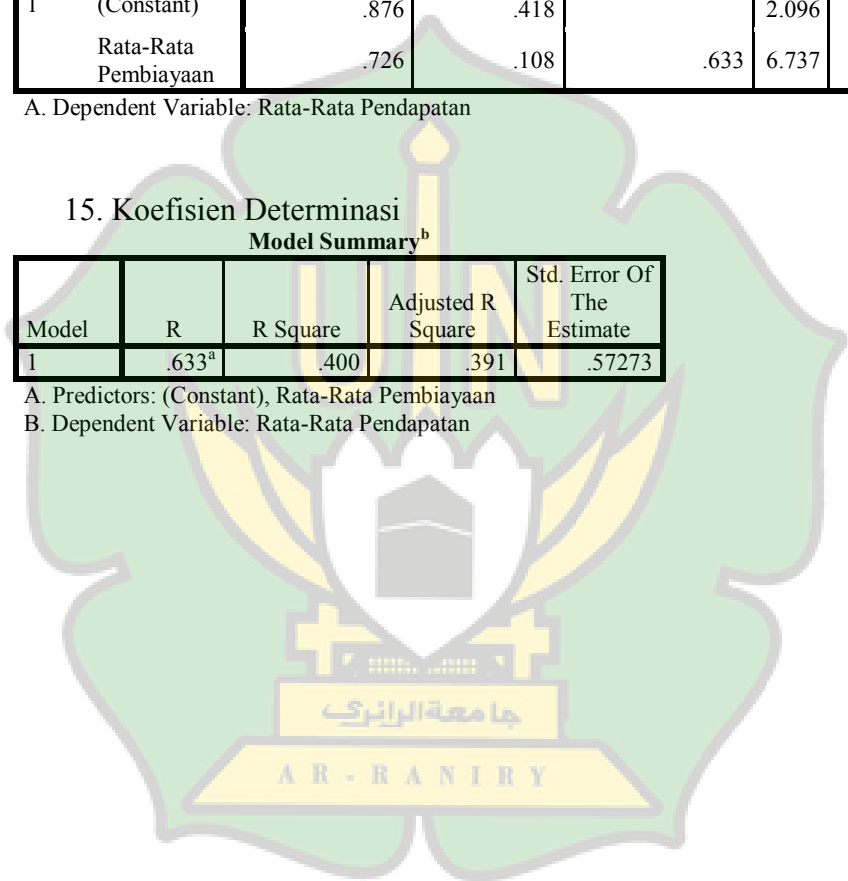 1 (Constant) .876 .418 2.096
Rata-Rata
Pembiayaan .726 .108 .633 6.737
A. Dependent Variable: Rata-Rata Pendapatan
15. Koefisien Determinasi
Model Summaryb
Model R R Square Adjusted R Square Std. Error Of The Estimate
1 .633a .400 .391 .57273
A. Predictors: (Constant), Rata-Rata Pembiayaan
B. Dependent Variable: Rata-Rata Pendapatan
UIN
جامعة الرانري
AR-RANIRY